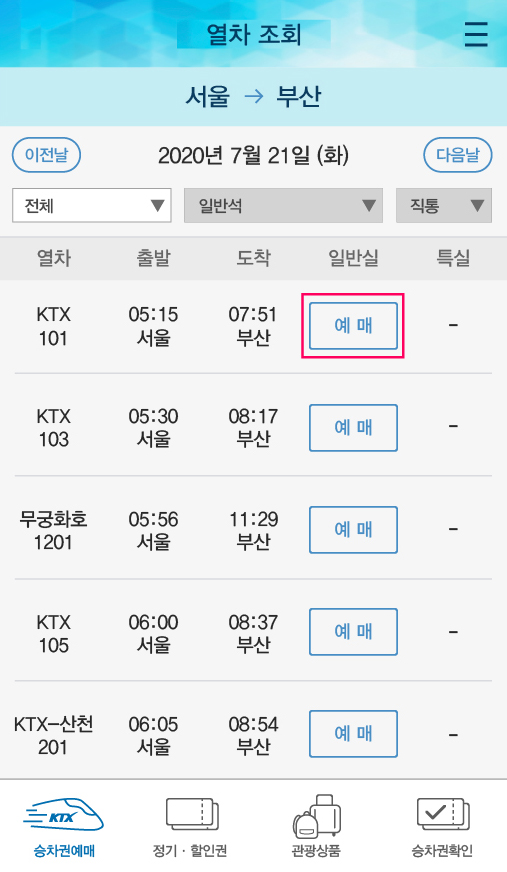 열차 조회
서울 → 부산
이전날 2020년 7월 21일 (화) 다음날
전체 ▼ 일반석 ▼ 직통 ▼
열차 출발 도착 일반실 특실
KTX 05:15 07:51 예 매 -
101 서울 부산
KTX 05:30 08:17 예 매 -
103 서울 부산
무궁화호 05:56 11:29 예 매 -
1201 서울 부산
KTX 06:00 08:37 예 매 -
105 서울 부산
KTX-산천 06:05 08:54 예 매 -
201 서울 부산
KTX
승차권예매 정기 · 할인권 관광상품 승차권확인